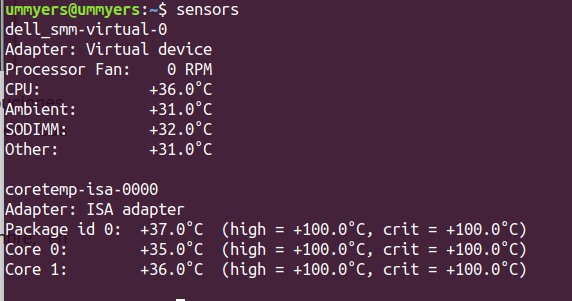 ummyers@ummyers:~$ sensors
dell_smm-virtual-0
Adapter: Virtual device
Processor Fan:    0 RPM
CPU:            +36.0°C
Ambient:        +31.0°C
SODIMM:         +32.0°C
Other:          +31.0°C

coretemp-isa-0000
Adapter: ISA adapter
Package id 0:  +37.0°C  (high = +100.0°C, crit = +100.0°C)
Core 0:        +35.0°C  (high = +100.0°C, crit = +100.0°C)
Core 1:        +36.0°C  (high = +100.0°C, crit = +100.0°C)